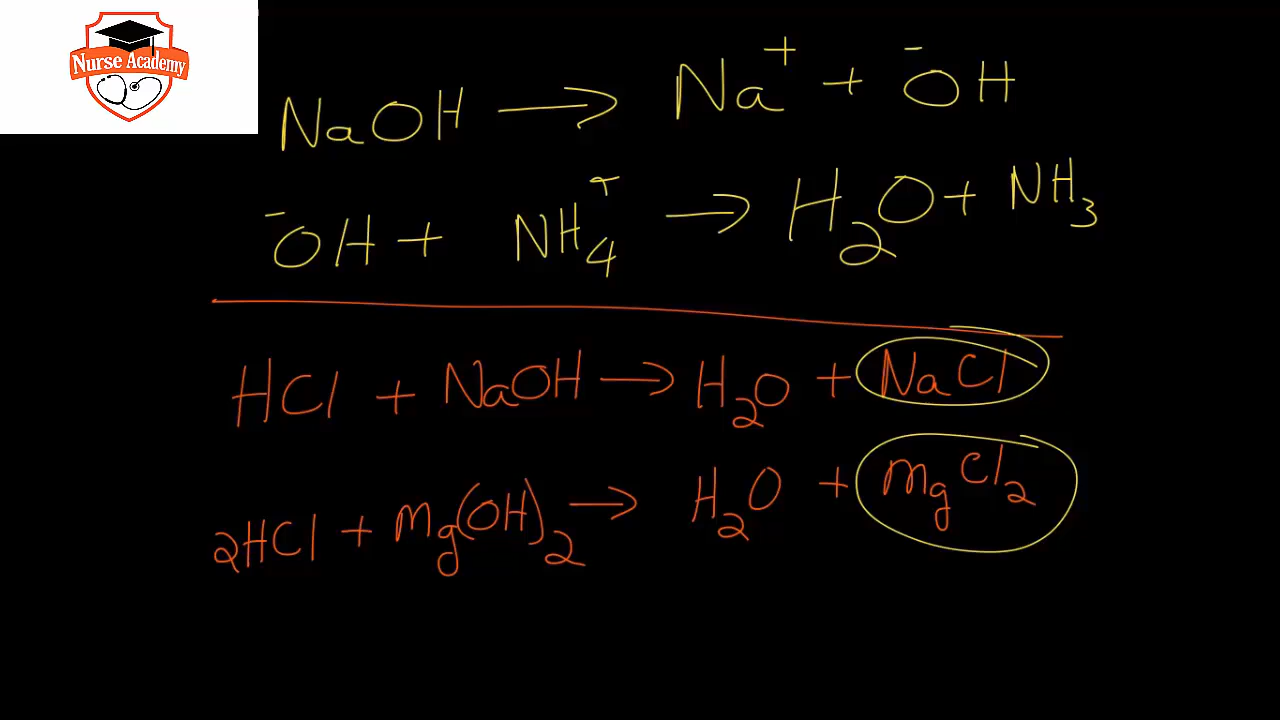 Nurse Academy
NaOH → Na⁺ + ⁻OH
⁻OH + NH₄⁺ → H₂O + NH₃
HCl + NaOH → H₂O + NaCl
2HCl + Mg(OH)₂ → H₂O + MgCl₂